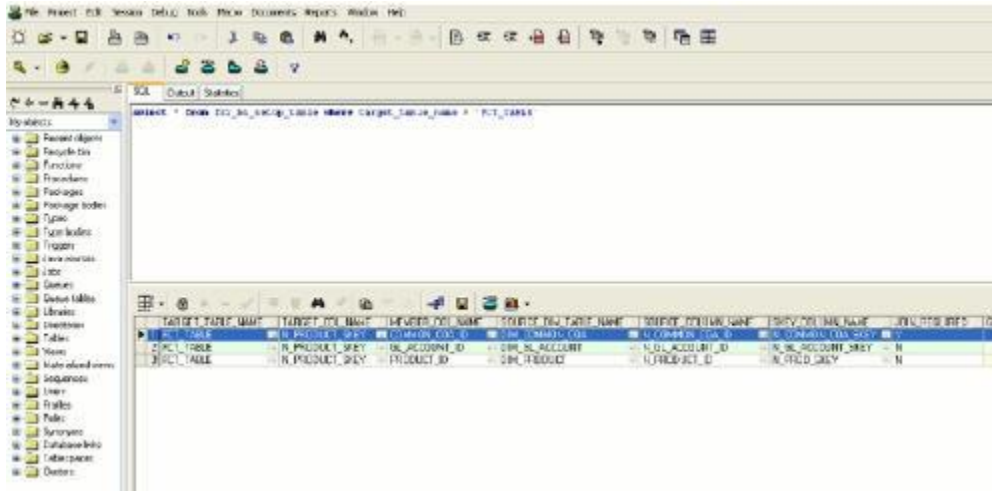 File Project Edit Session Debug Tools Macro Documents Reports Window Help
SQL Output Statistics
select * from where target_table_name = 'FCT_TABLE'
My objects
Recent objects
Recycle bin
Functions
Procedures
Packages
Package bodies
Types
Type bodies
Triggers
Java sources
Jobs
Queues
Queue tables
Libraries
Directories
Tables
Views
Materialized views
Sequences
Users
Profiles
Roles
Synonyms
Database links
Tablespaces
Clusters
TARGET_TABLE_NAME TARGET_COL_NAME MEMBER_COL_NAME SOURCE_DIM_TABLE_NAME SOURCE_COLUMN_NAME SKEY_COLUMN_NAME JOIN_REQUIRED
1 FCT_TABLE N_PRODUCT_SKEY COMMON_COA_ID DIM_COMMON_COA N_COMMON_COA_ID N_COMMON_COA_SKEY Y
2 FCT_TABLE N_PRODUCT_SKEY GL_ACCOUNT_ID DIM_GL_ACCOUNT N_GL_ACCOUNT_ID N_GL_ACCOUNT_SKEY N
3 FCT_TABLE N_PRODUCT_SKEY PRODUCT_ID DIM_PRODUCT N_PRODUCT_ID N_PROD_SKEY N